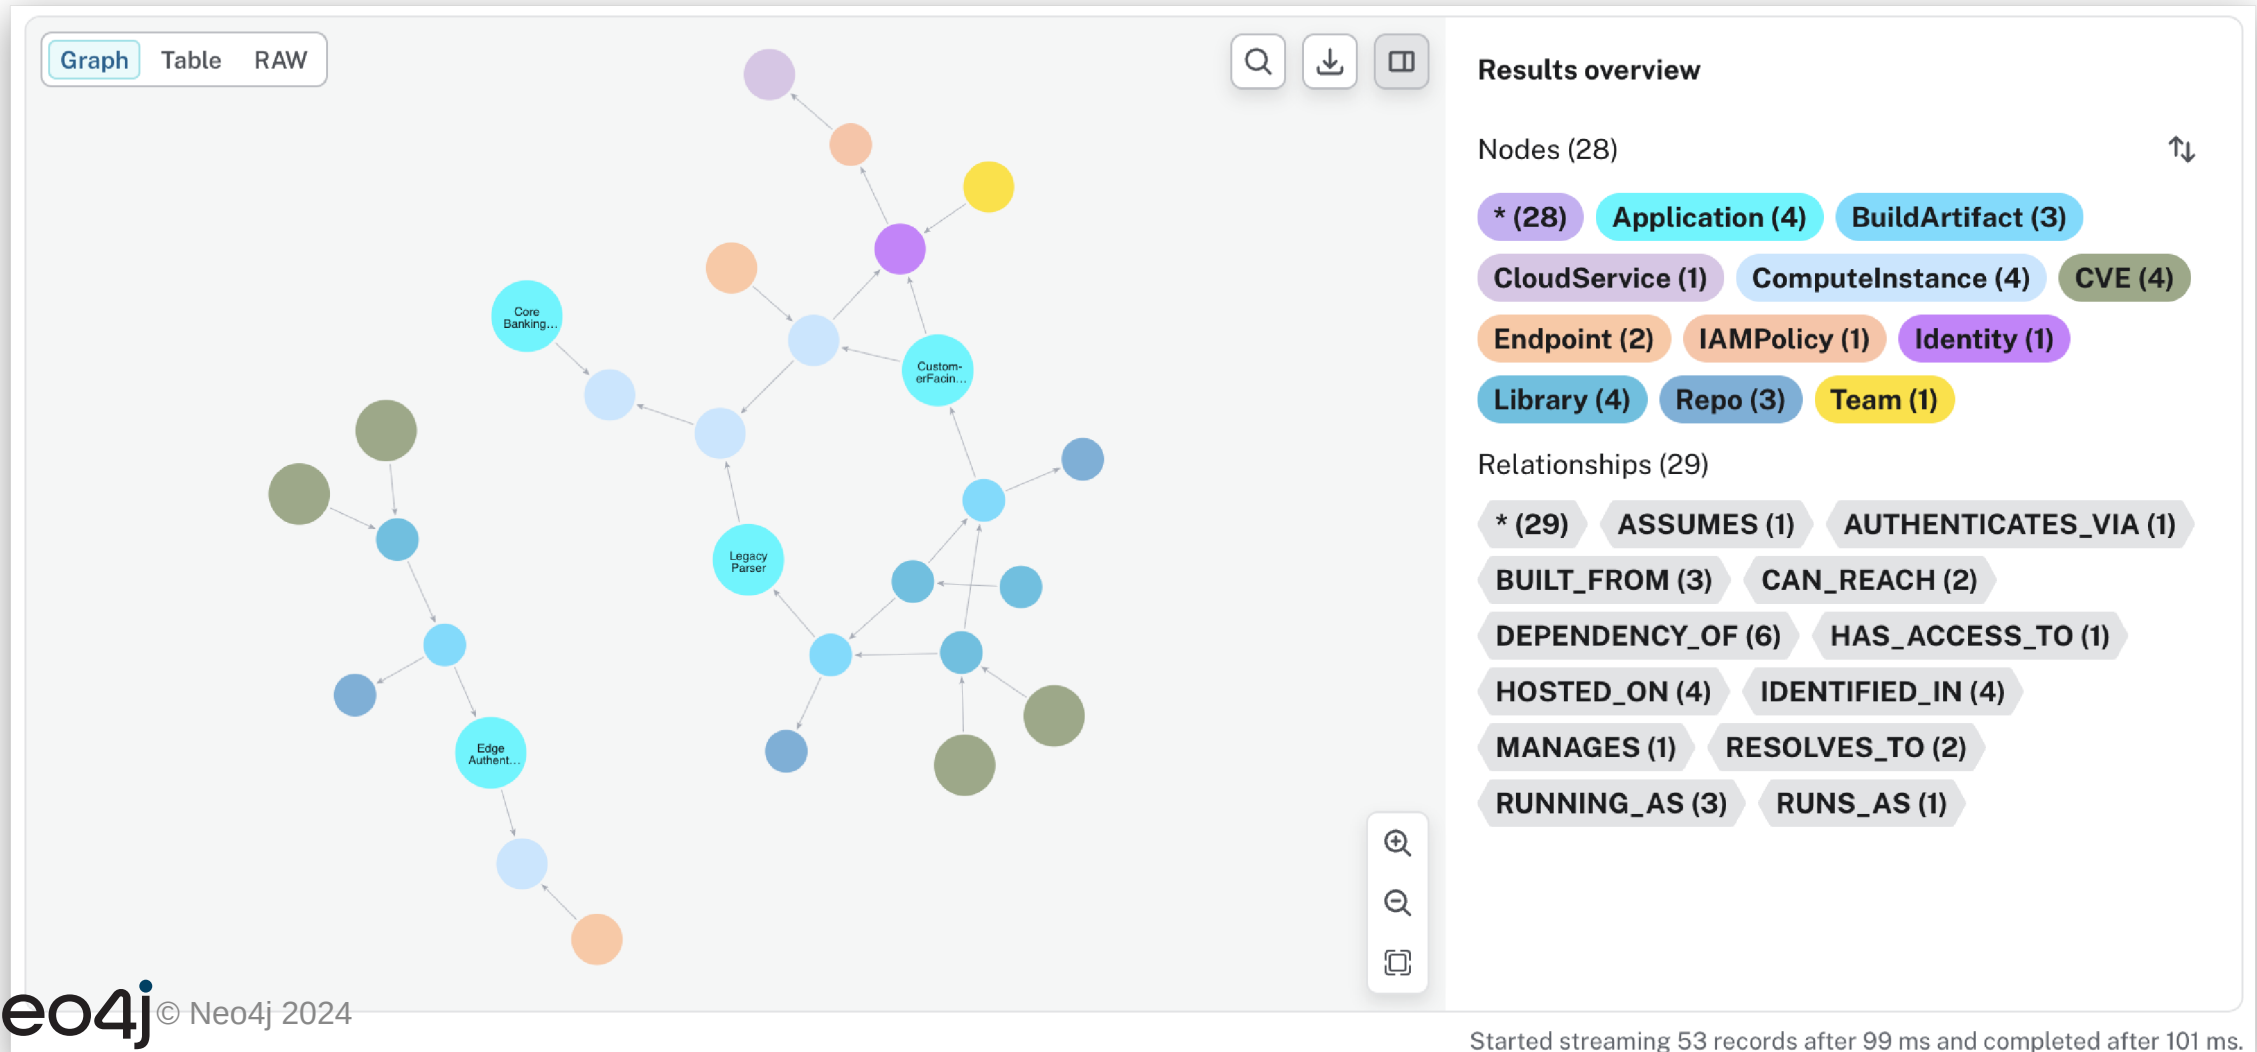 Graph Table RAW
Results overview
Nodes (28)
* (28) Application (4) BuildArtifact (3)
CloudService (1) ComputeInstance (4) CVE (4)
Endpoint (2) IAMPolicy (1) Identity (1)
Library (4) Repo (3) Team (1)
Relationships (29)
* (29) ASSUMES (1) AUTHENTICATES_VIA (1)
BUILT_FROM (3) CAN_REACH (2)
DEPENDENCY_OF (6) HAS_ACCESS_TO (1)
HOSTED_ON (4) IDENTIFIED_IN (4)
MANAGES (1) RESOLVES_TO (2)
RUNNING_AS (3) RUNS_AS (1)
Core
Banking...
Custom-
erFacin...
Legacy
Parser
Edge
Authent...
eo4j © Neo4j 2024
Started streaming 53 records after 99 ms and completed after 101 ms.